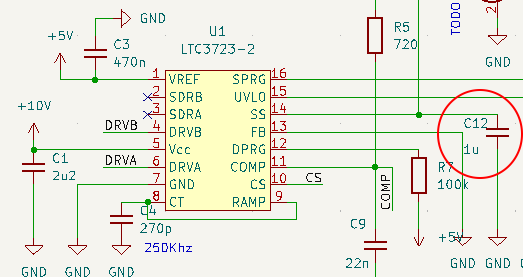 GND
+5V
C3
470n
U1
LTC3723-2
R5
720
TODO
2
GND
1 VREF SPRG 16
2 SDRB UVLO 15
3 SDRA SS 14
DRVB 4 DRVB FB 13
5 Vcc DPRG 12
DRVA 6 DRVA COMP 11
7 GND CS 10 CS
8 CT RAMP 9
+10V
C1
2u2
C4
270p
250Khz
C12
1u
R7
100k
COMP
C9
22n
+5V
GND
GND
GND
GND
GND